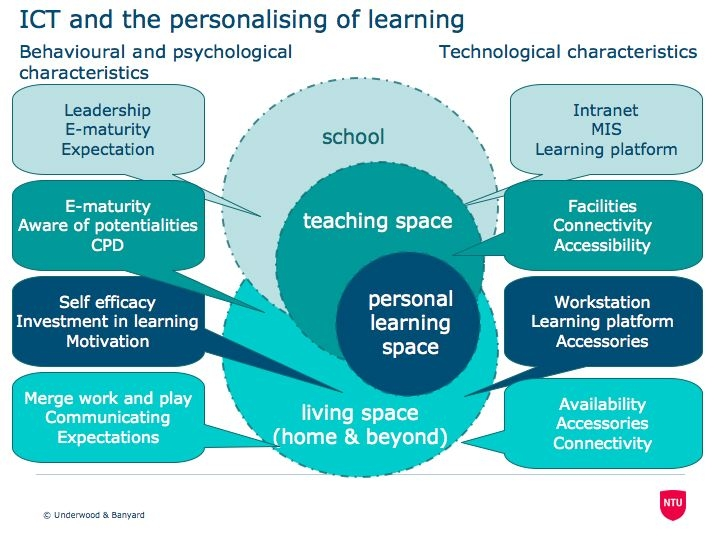 ICT and the personalising of learning
Behavioural and psychological
characteristics
Technological characteristics
Leadership
E-maturity
Expectation
E-maturity
Aware of potentialities
CPD
Self efficacy
Investment in learning
Motivation
Merge work and play
Communicating
Expectations
school
teaching space
personal
learning
space
living space
(home & beyond)
Intranet
MIS
Learning platform
Facilities
Connectivity
Accessibility
Workstation
Learning platform
Accessories
Availability
Accessories
Connectivity
© Underwood & Banyard
NTU